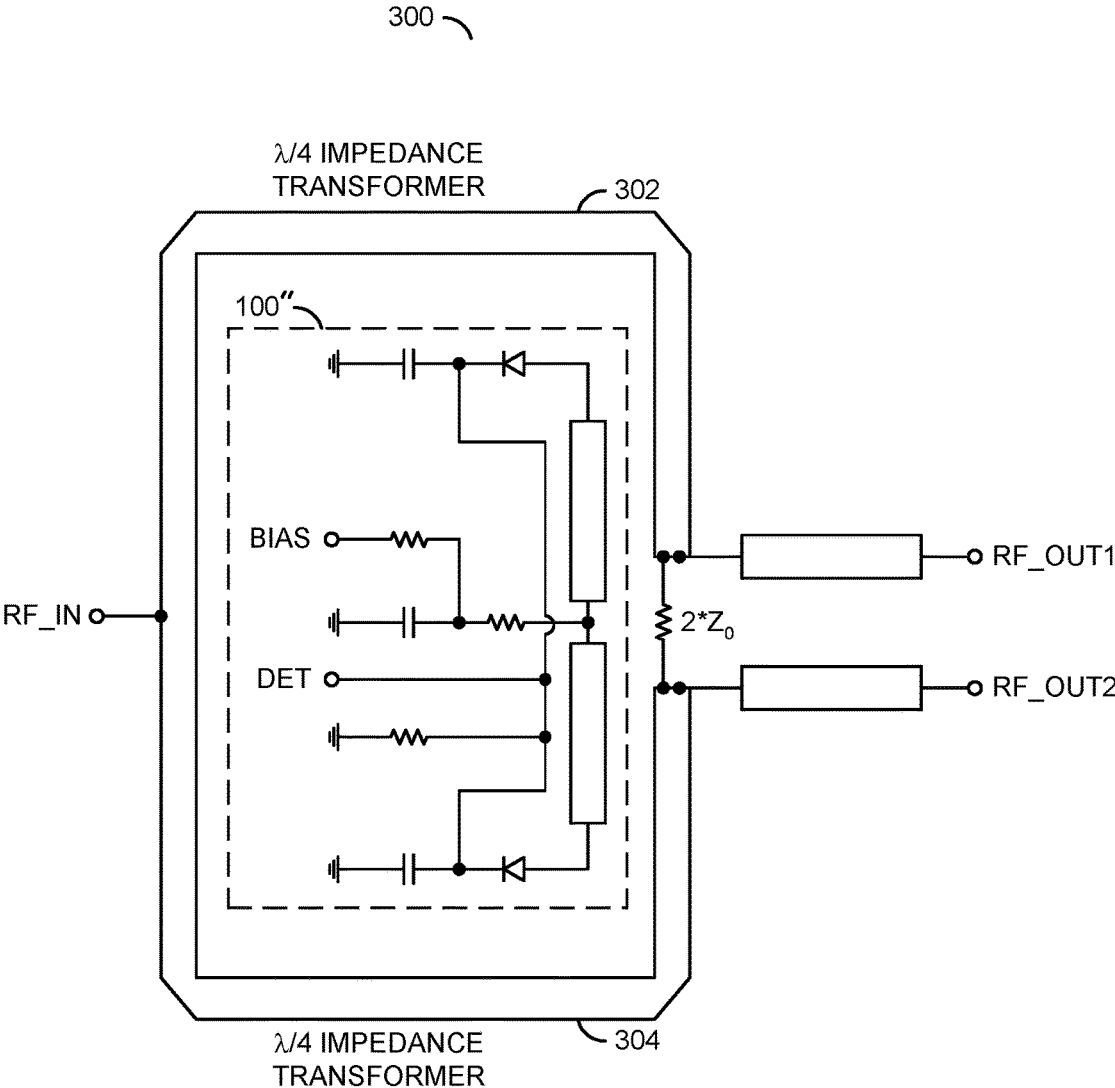 300
λ/4 IMPEDANCE
TRANSFORMER
302
100″
BIAS
RF_OUT1
RF_IN
2*Z₀
DET
RF_OUT2
λ/4 IMPEDANCE
TRANSFORMER
304